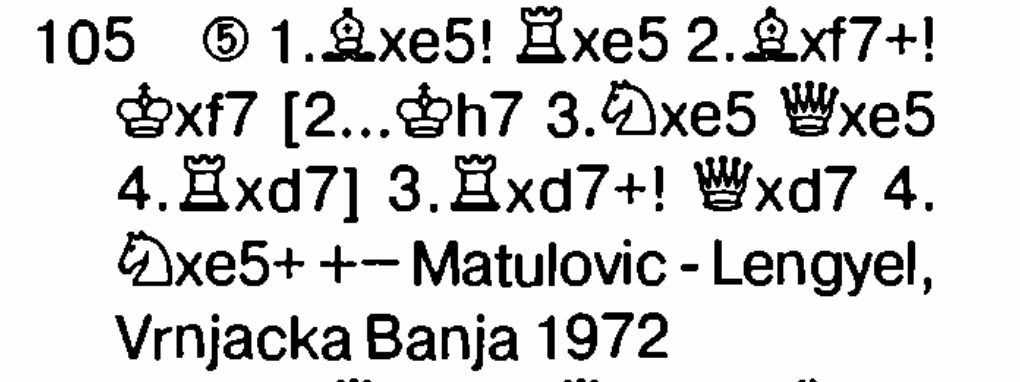 105 ⑤ 1.♗xe5! ♖xe5 2.♗xf7+!
♔xf7 [2...♔h7 3.♘xe5 ♕xe5
4.♖xd7] 3.♖xd7+! ♕xd7 4.
♘xe5+ +− Matulovic - Lengyel,
Vrnjacka Banja 1972